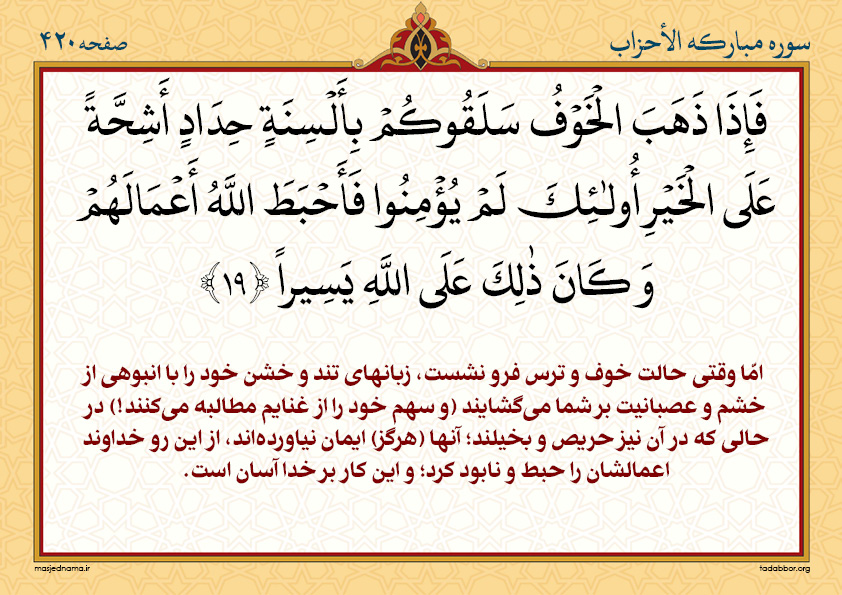 سوره مبارکه الأحزاب
صفحه ۴۲۰
فَإِذَا ذَهَبَ الْخَوْفُ سَلَقُوكُمْ بِأَلْسِنَةٍ حِدَادٍ أَشِحَّةً
عَلَى الْخَيْرِ أُولٰئِكَ لَمْ يُؤْمِنُوا فَأَحْبَطَ اللَّهُ أَعْمَالَهُمْ
وَ كَانَ ذٰلِكَ عَلَى اللَّهِ يَسِيراً ﴿۱۹﴾
امّا وقتی حالت خوف و ترس فرو نشست، زبانهای تند و خشن خود را با انبوهی از
خشم و عصبانیت بر شما می‌گشایند (و سهم خود را از غنایم مطالبه می‌کنند!) در
حالی که در آن نیز حریص و بخیلند؛ آنها (هرگز) ایمان نیاورده‌اند، از این رو خداوند
اعمالشان را حبط و نابود کرد؛ و این کار بر خدا آسان است.
tadabbor.org
masjednama.ir